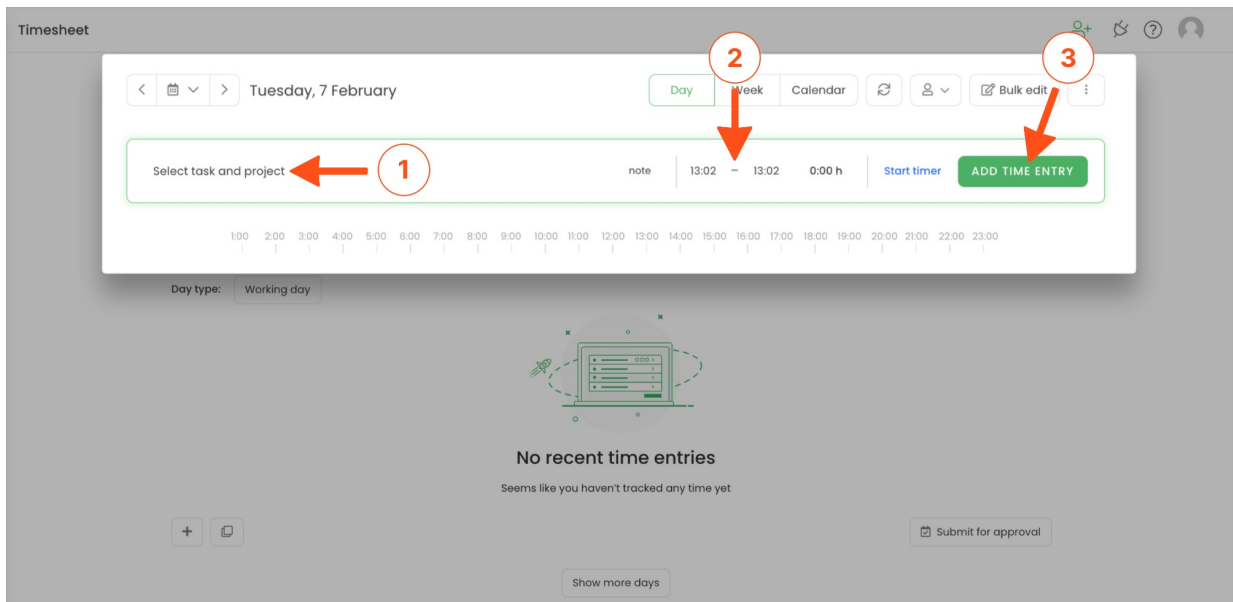 Timesheet
2
3
Tuesday, 7 February
Day Week Calendar Bulk edit
Select task and project
1
note 13:02 – 13:02 0:00 h Start timer ADD TIME ENTRY
1:00 2:00 3:00 4:00 5:00 6:00 7:00 8:00 9:00 10:00 11:00 12:00 13:00 14:00 15:00 16:00 17:00 18:00 19:00 20:00 21:00 22:00 23:00
Day type: Working day
No recent time entries
Seems like you haven't tracked any time yet
Submit for approval
Show more days